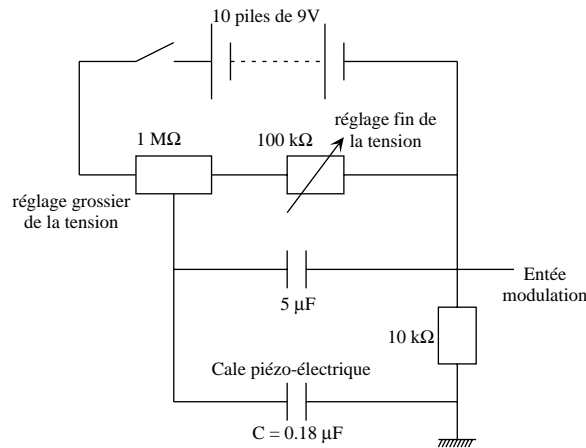 10 piles de 9V
réglage fin de
la tension
1 MΩ
100 kΩ
réglage grossier
de la tension
Entée
modulation
5 µF
10 kΩ
Cale piézo-électrique
C = 0.18 µF